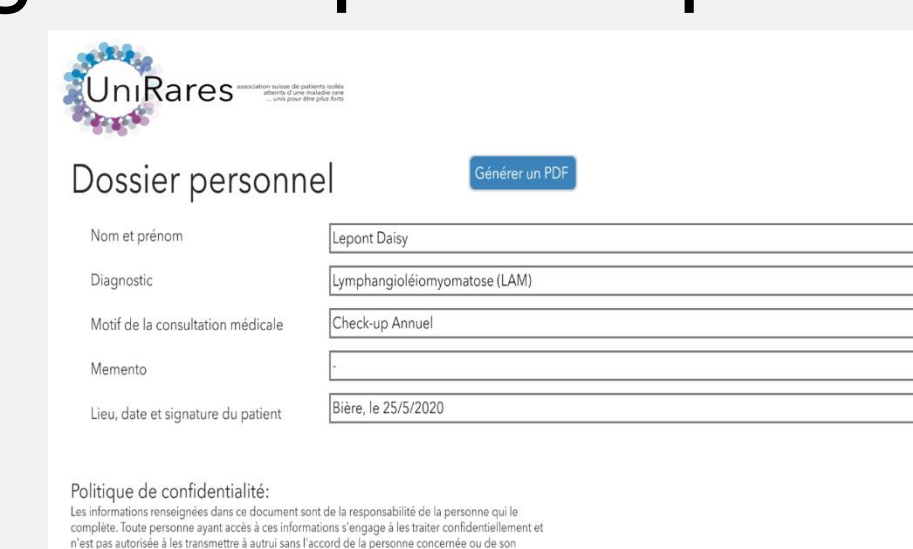 UniRares
association suisse de patients isolés
atteints d'une maladie rare
... unis pour être plus forts
Dossier personnel
Générer un PDF
Nom et prénom
Lepont Daisy
Diagnostic
Lymphangioléiomyomatose (LAM)
Motif de la consultation médicale
Check-up Annuel
Memento
-
Lieu, date et signature du patient
Bière, le 25/5/2020
Politique de confidentialité:
Les informations renseignées dans ce document sont de la responsabilité de la personne qui le
complète. Toute personne ayant accès à ces informations s'engage à les traiter confidentiellement et
n'est pas autorisée à les transmettre à autrui sans l'accord de la personne concernée ou de son